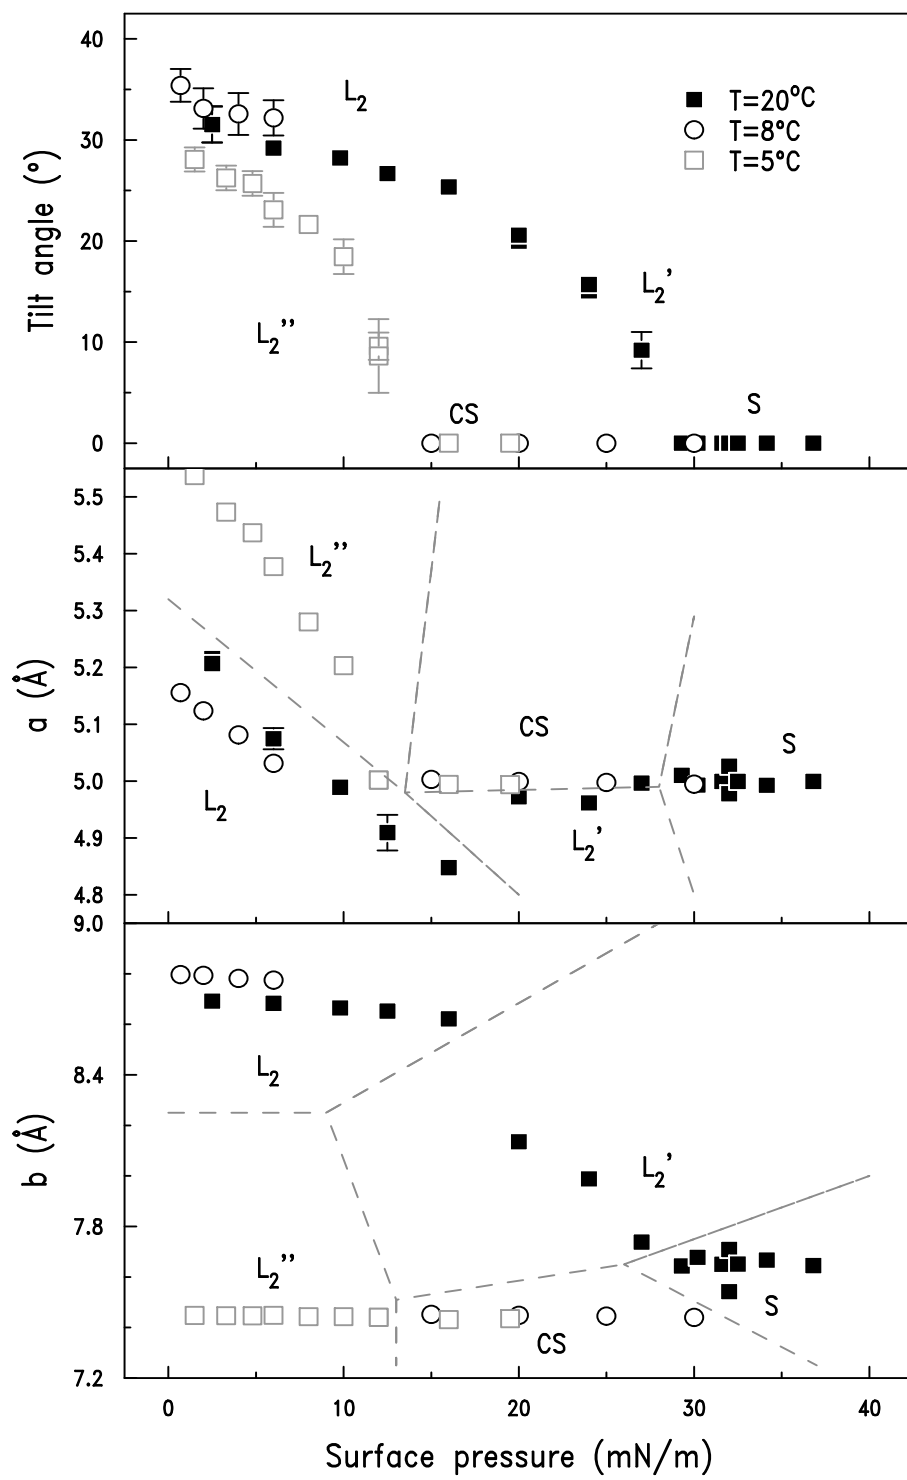 40
30
20
10
0
Tilt angle (°)
L₂
T=20°C
T=8°C
T=5°C
L₂'
L₂''
CS
S
5.5
5.4
5.3
5.2
5.1
5.0
4.9
4.8
a (Å)
L₂''
CS
S
L₂
L₂'
9.0
8.4
7.8
7.2
b (Å)
L₂
L₂'
L₂''
S
CS
0 10 20 30 40
Surface pressure (mN/m)